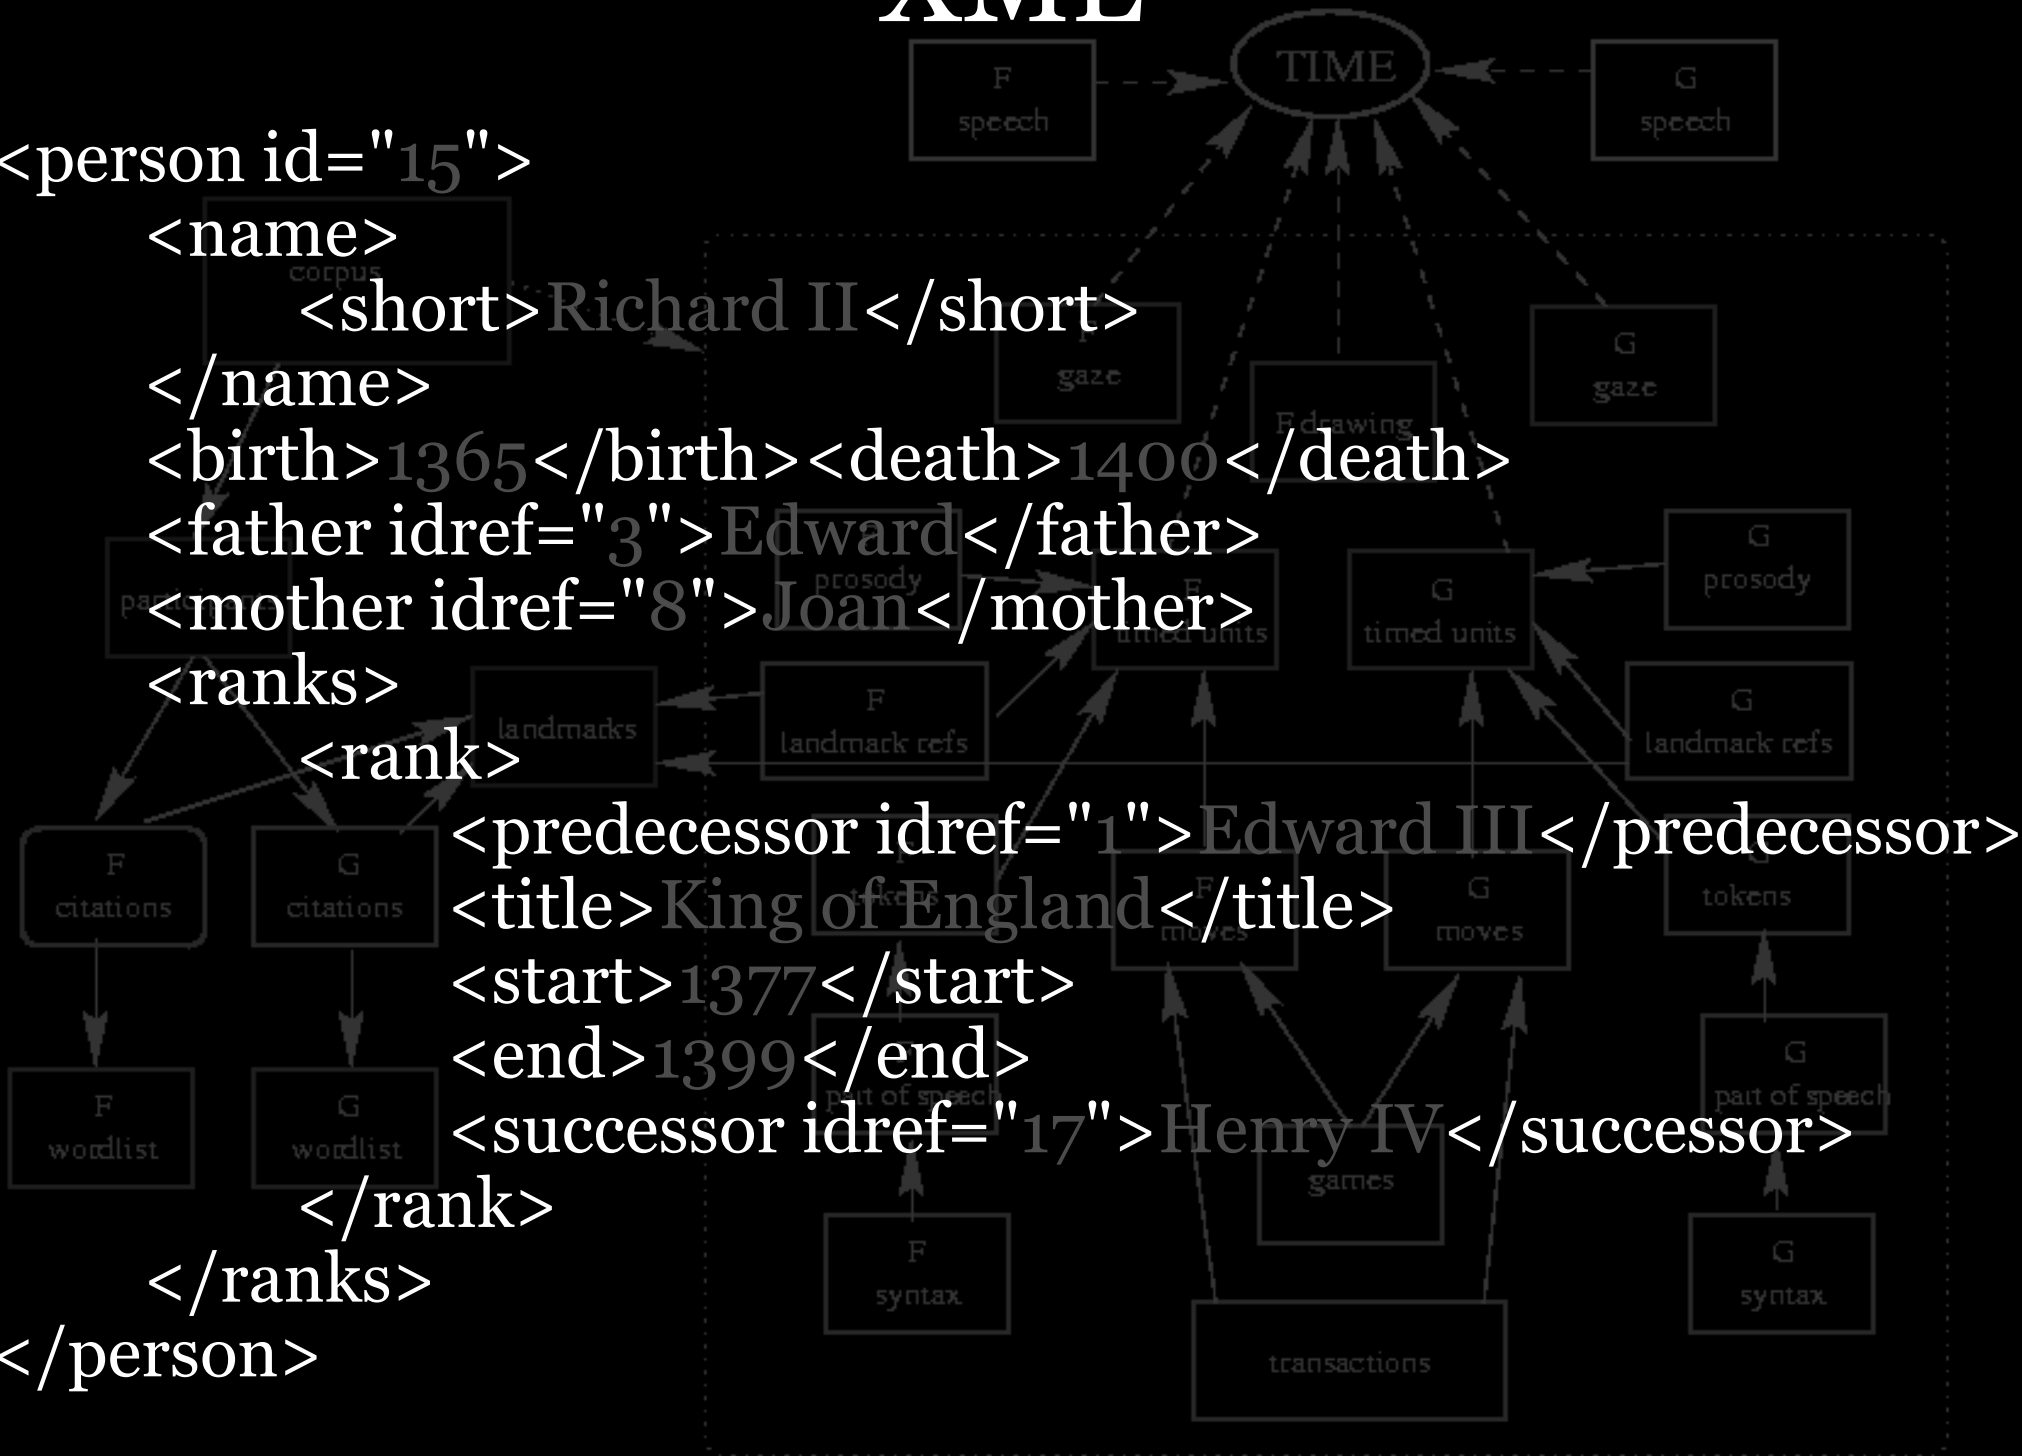 XML
<person id="15">
<name>
<short>Richard II</short>
</name>
<birth>1365</birth><death>1400</death>
<father idref="3">Edward</father>
<mother idref="8">Joan</mother>
<ranks>
<rank>
<predecessor idref="1">Edward III</predecessor>
<title>King of England</title>
<start>1377</start>
<end>1399</end>
<successor idref="17">Henry IV</successor>
</rank>
</ranks>
</person>
TIME
F
speech
G
speech
corpus
F
gaze
G
gaze
F drawing
participants
prosody
F
timed units
G
timed units
G
prosody
landmarks
F
landmark refs
G
landmark refs
F
citations
G
citations
F
tokens
F
moves
G
moves
G
tokens
F
wordlist
G
wordlist
part of speech
G
part of speech
games
F
syntax
G
syntax
transactions